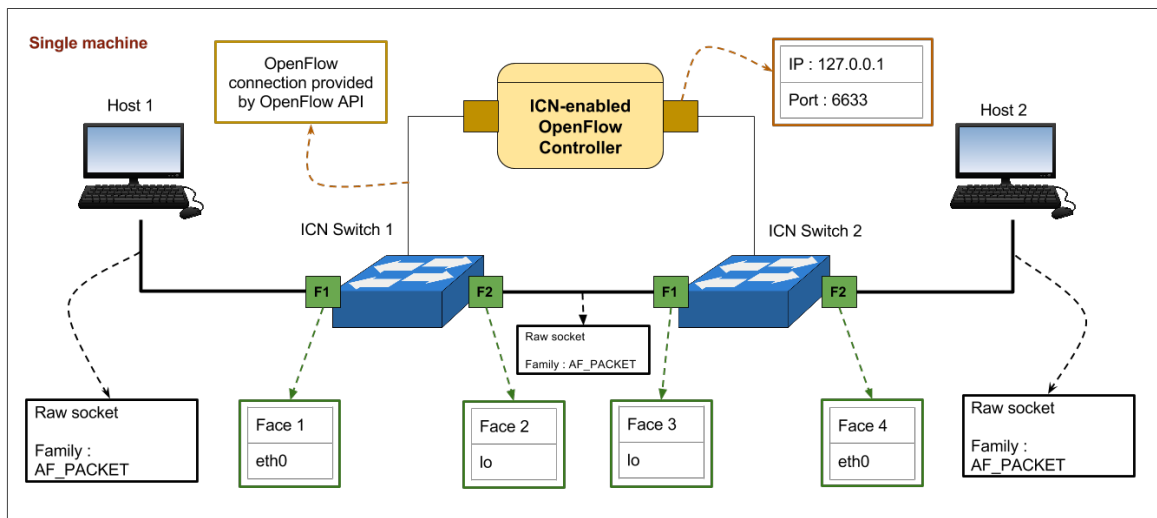 Single machine
OpenFlow
connection provided
by OpenFlow API
ICN-enabled
OpenFlow
Controller
IP : 127.0.0.1
Port : 6633
Host 1
Host 2
ICN Switch 1
ICN Switch 2
F1
F2
F1
F2
Raw socket
Family : AF_PACKET
Raw socket
Family :
AF_PACKET
Face 1
eth0
Face 2
lo
Face 3
lo
Face 4
eth0
Raw socket
Family :
AF_PACKET